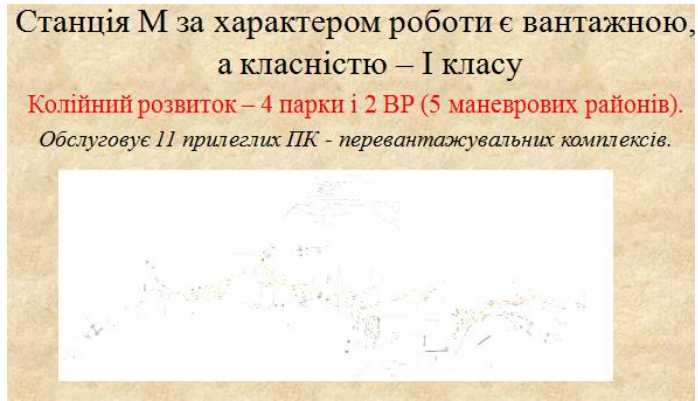 Станція М за характером роботи є вантажною,
а класністю – І класу
Колійний розвиток – 4 парки і 2 ВР (5 маневрових районів).
Обслуговує 11 прилеглих ПК - перевантажувальних комплексів.